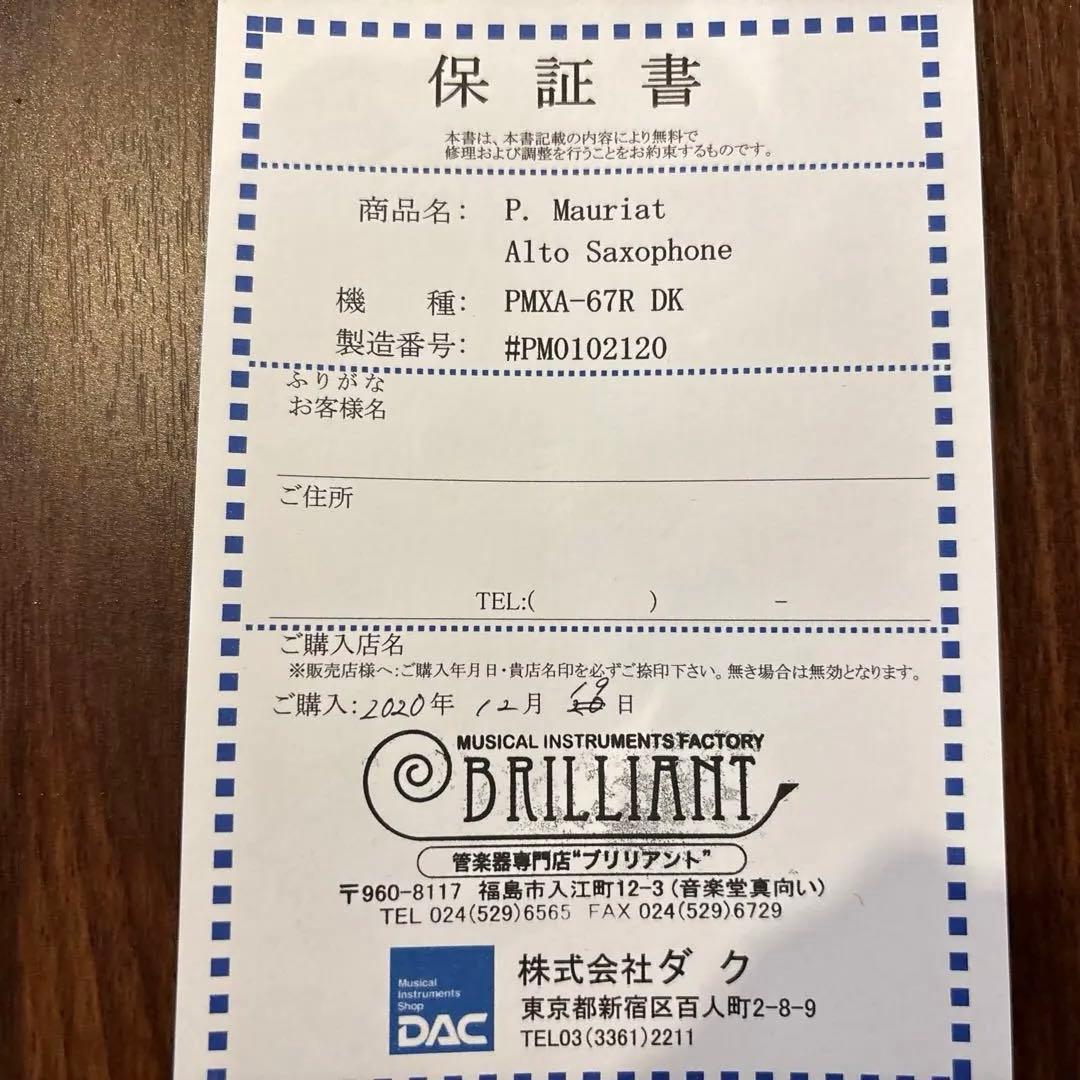 保証書
本書は、本書記載の内容により無料で
修理および調整を行うことをお約束するものです。
商品名: P. Mauriat
Alto Saxophone
機 種: PMXA-67R DK
製造番号: #PM0102120
ふりがな
お客様名
ご住所
TEL:( ) -
ご購入店名
※販売店様へ:ご購入年月日・貴店名印を必ずご捺印下さい。無き場合は無効となります。
19
ご購入:2020年 12月 20日
MUSICAL INSTRUMENTS FACTORY
BRILLIANT
管楽器専門店"ブリリアント"
〒960-8117 福島市入江町12-3(音楽堂真向い)
TEL 024(529)6565 FAX 024(529)6729
Musical
Instruments
Shop
DAC
株式会社ダク
東京都新宿区百人町2-8-9
TEL03(3361)2211